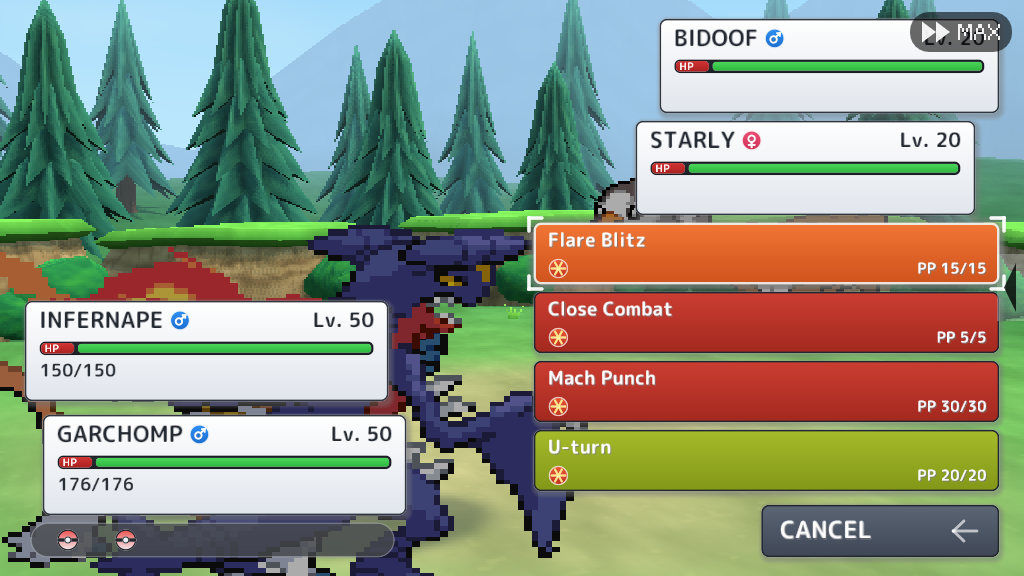 BIDOOF ♂ Lv. 20
MAX
HP
STARLY ♀ Lv. 20
HP
Flare Blitz
PP 15/15
Close Combat
PP 5/5
Mach Punch
PP 30/30
U-turn
PP 20/20
CANCEL
INFERNAPE ♂ Lv. 50
HP
150/150
GARCHOMP ♂ Lv. 50
HP
176/176